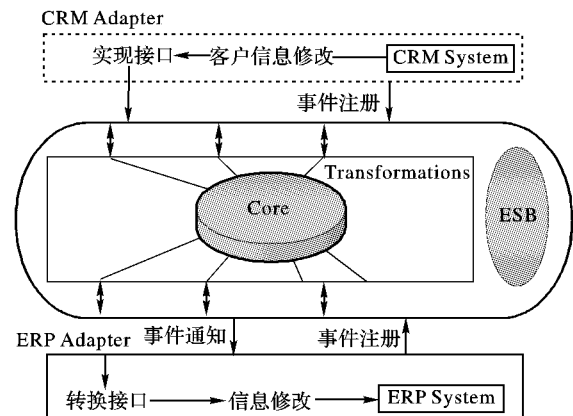 CRM Adapter
实现接口 客户信息修改 CRM System
事件注册
Transformations
Core
ESB
事件通知 事件注册
ERP Adapter
转换接口 信息修改 ERP System